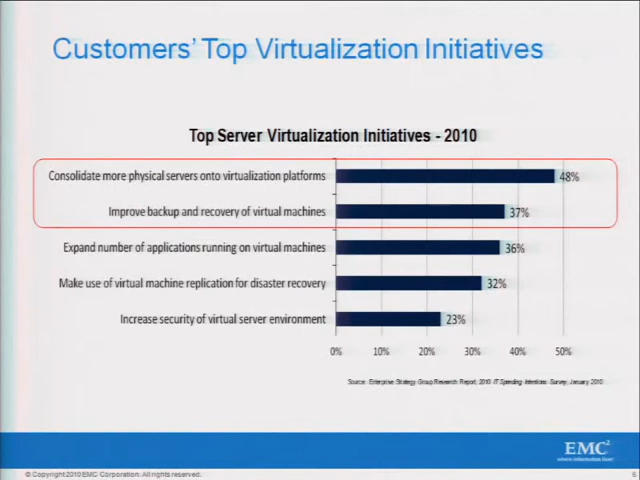 Customers' Top Virtualization Initiatives
Top Server Virtualization Initiatives - 2010
Consolidate more physical servers onto virtualization platforms 48%
Improve backup and recovery of virtual machines 37%
Expand number of applications running on virtual machines 36%
Make use of virtual machine replication for disaster recovery 32%
Increase security of virtual server environment 23%
0% 10% 20% 30% 40% 50%
Source: Enterprise Strategy Group Research Report, 2010 IT Spending Intentions Survey, January 2010
EMC²
where information lives
© Copyright 2010 EMC Corporation. All rights reserved. 6